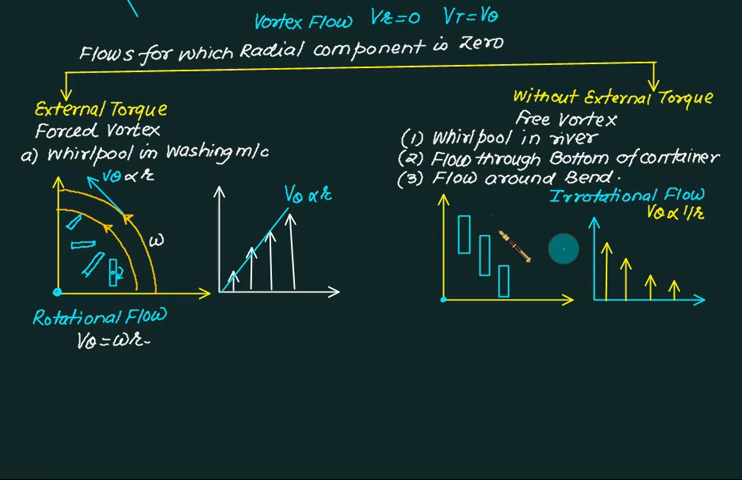 Vortex Flow Vr=0 VT=Vθ
Flows for which Radial component is Zero
External Torque
Forced Vortex
a) Whirlpool in Washing m/c
Vθ∝r
ω
Vθ∝r
Rotational Flow
Vθ=ωr
Without External Torque
Free Vortex
(1) Whirlpool in river
(2) Flow through Bottom of container
(3) Flow around Bend.
Irrotational Flow
Vθ∝1/r